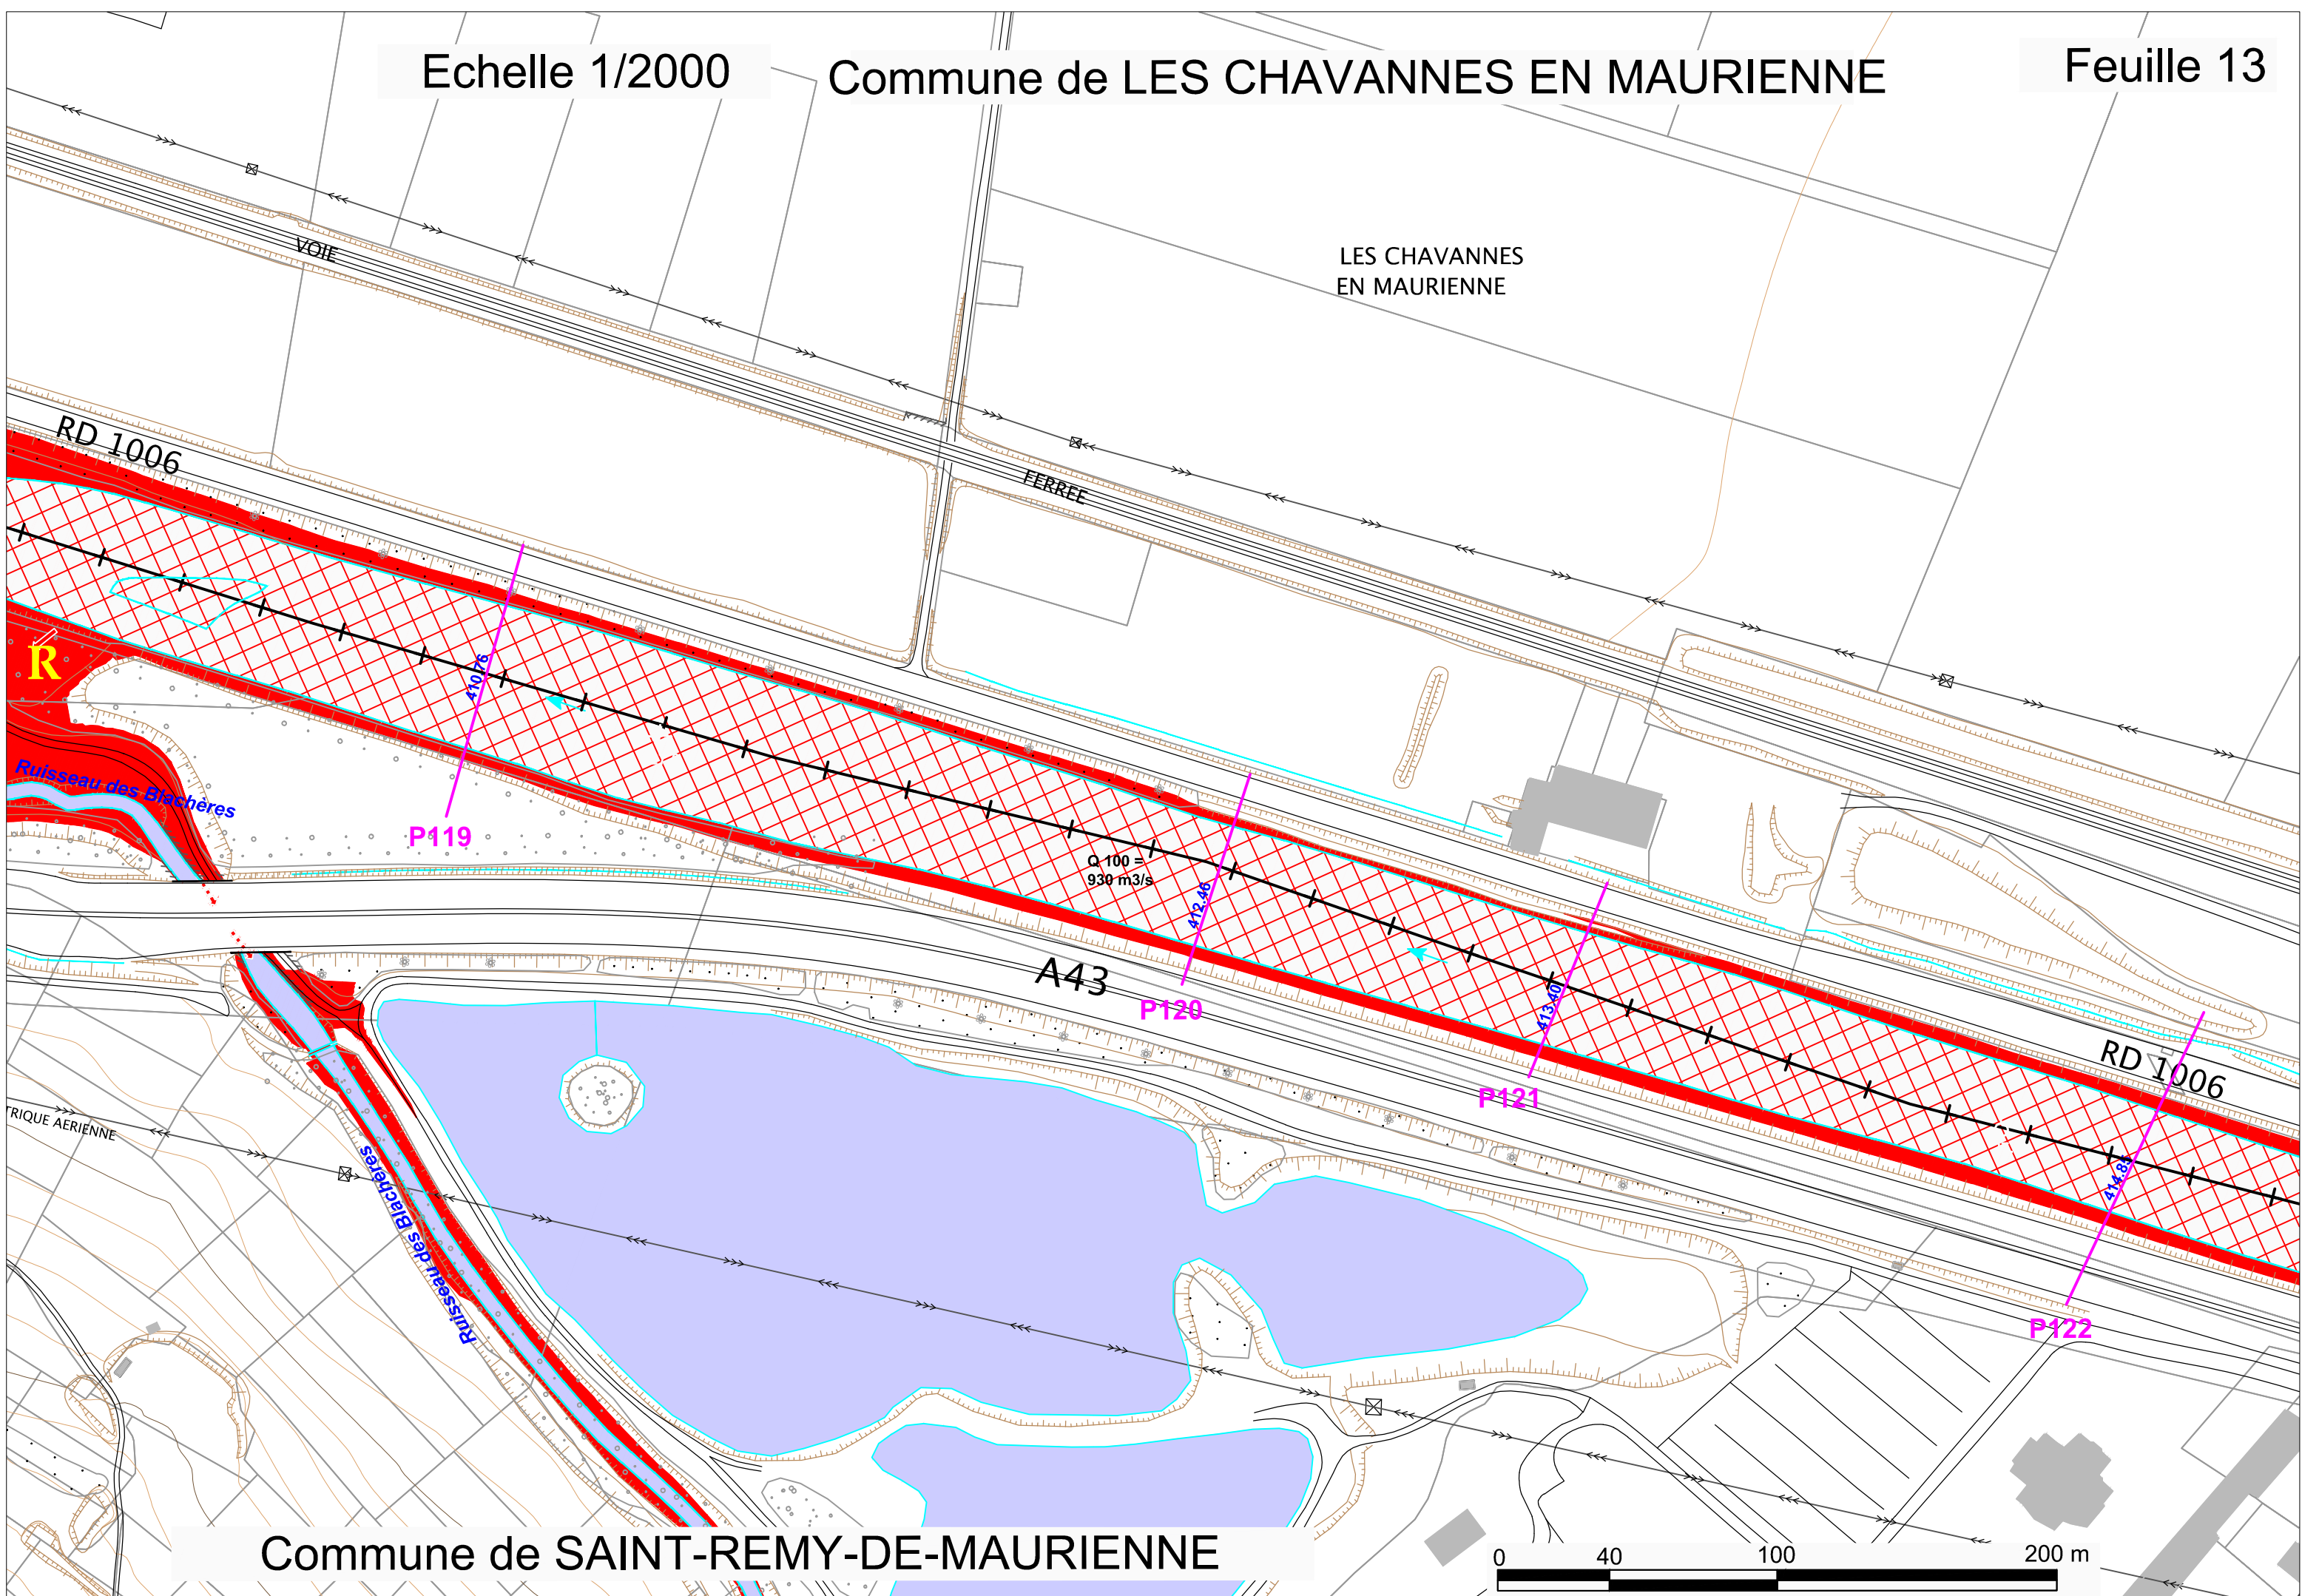 Echelle 1/2000
Commune de LES CHAVANNES EN MAURIENNE
Feuille 13
VOIE
LES CHAVANNES
EN MAURIENNE
RD 1006
FERREE
R
410.76
Ruisseau des Blachères
P119
Q 100 =
930 m3/s
412.46
A43
P120
413.40
P121
RD 1006
TRIQUE AERIENNE
Ruisseau des Blachères
414.85
P122
Commune de SAINT-REMY-DE-MAURIENNE
0 40 100 200 m